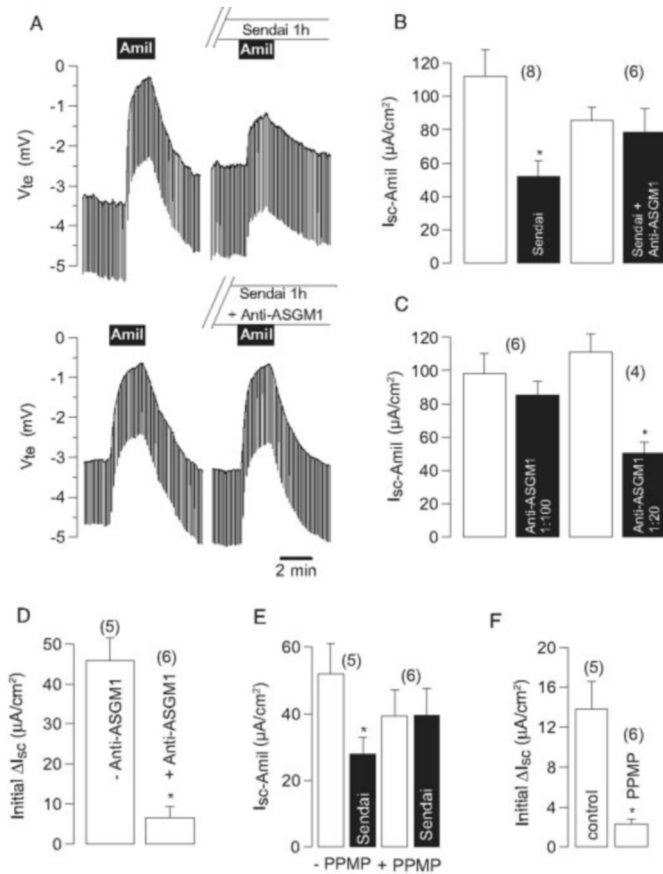 A
Sendai 1h
Amil
Amil
0
-1
-2
-3
-4
-5
Vte (mV)
Sendai 1h
+ Anti-ASGM1
Amil
Amil
0
-1
-2
-3
-4
-5
Vte (mV)
2 min
B
(8)
(6)
120
100
80
60
40
20
0
ISC-Amil (µA/cm²)
*
Sendai
Sendai +
Anti-ASGM1
C
(6)
(4)
120
100
80
60
40
20
0
ISC-Amil (µA/cm²)
*
Anti-ASGM1
1:100
Anti-ASGM1
1:20
D
(5)
(6)
50
40
30
20
10
0
Initial ΔISC (µA/cm²)
- Anti-ASGM1
* + Anti-ASGM1
E
(5)
(6)
60
40
20
0
ISC-Amil (µA/cm²)
*
Sendai
Sendai
- PPMP + PPMP
F
(5)
(6)
16
12
8
4
0
Initial ΔISC (µA/cm²)
control
* PPMP